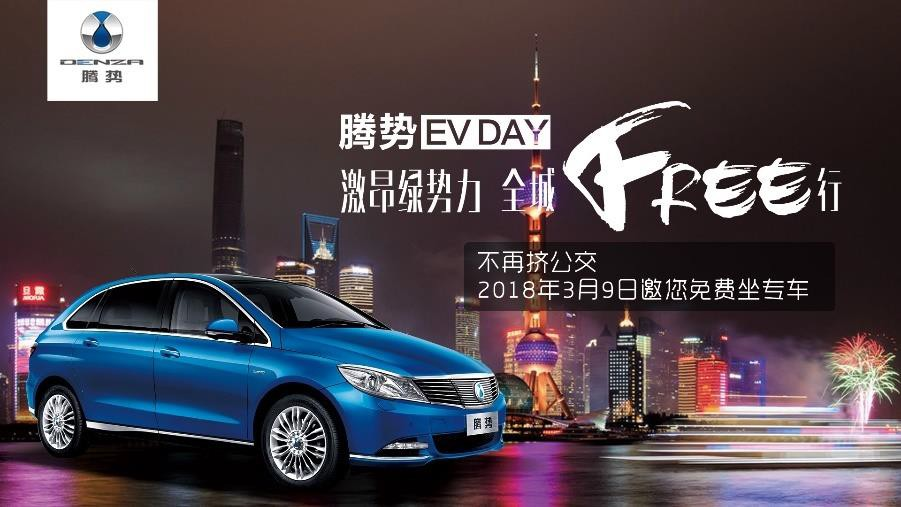 DENZA
腾势
腾势 EV DAY
激昂绿势力 全城FREE行
不再挤公交
2018年3月9日邀您免费坐专车
腾势